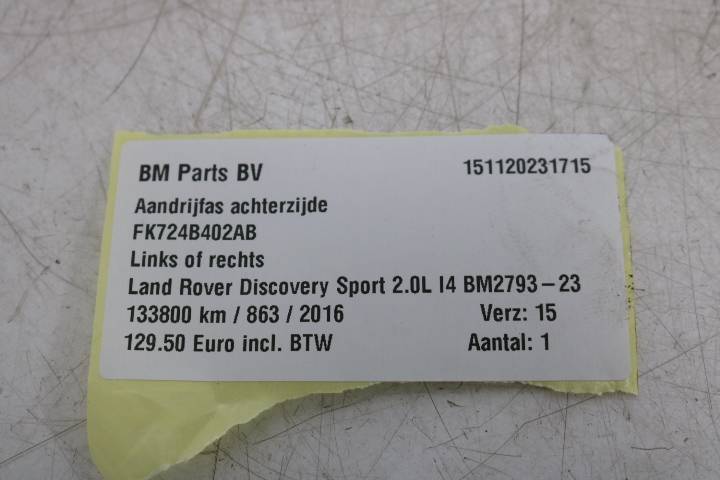 BM Parts BV 151120231715
Aandrijfas achterzijde
FK724B402AB
Links of rechts
Land Rover Discovery Sport 2.0L I4 BM2793-23
133800 km / 863 / 2016 Verz: 15
129.50 Euro incl. BTW Aantal: 1